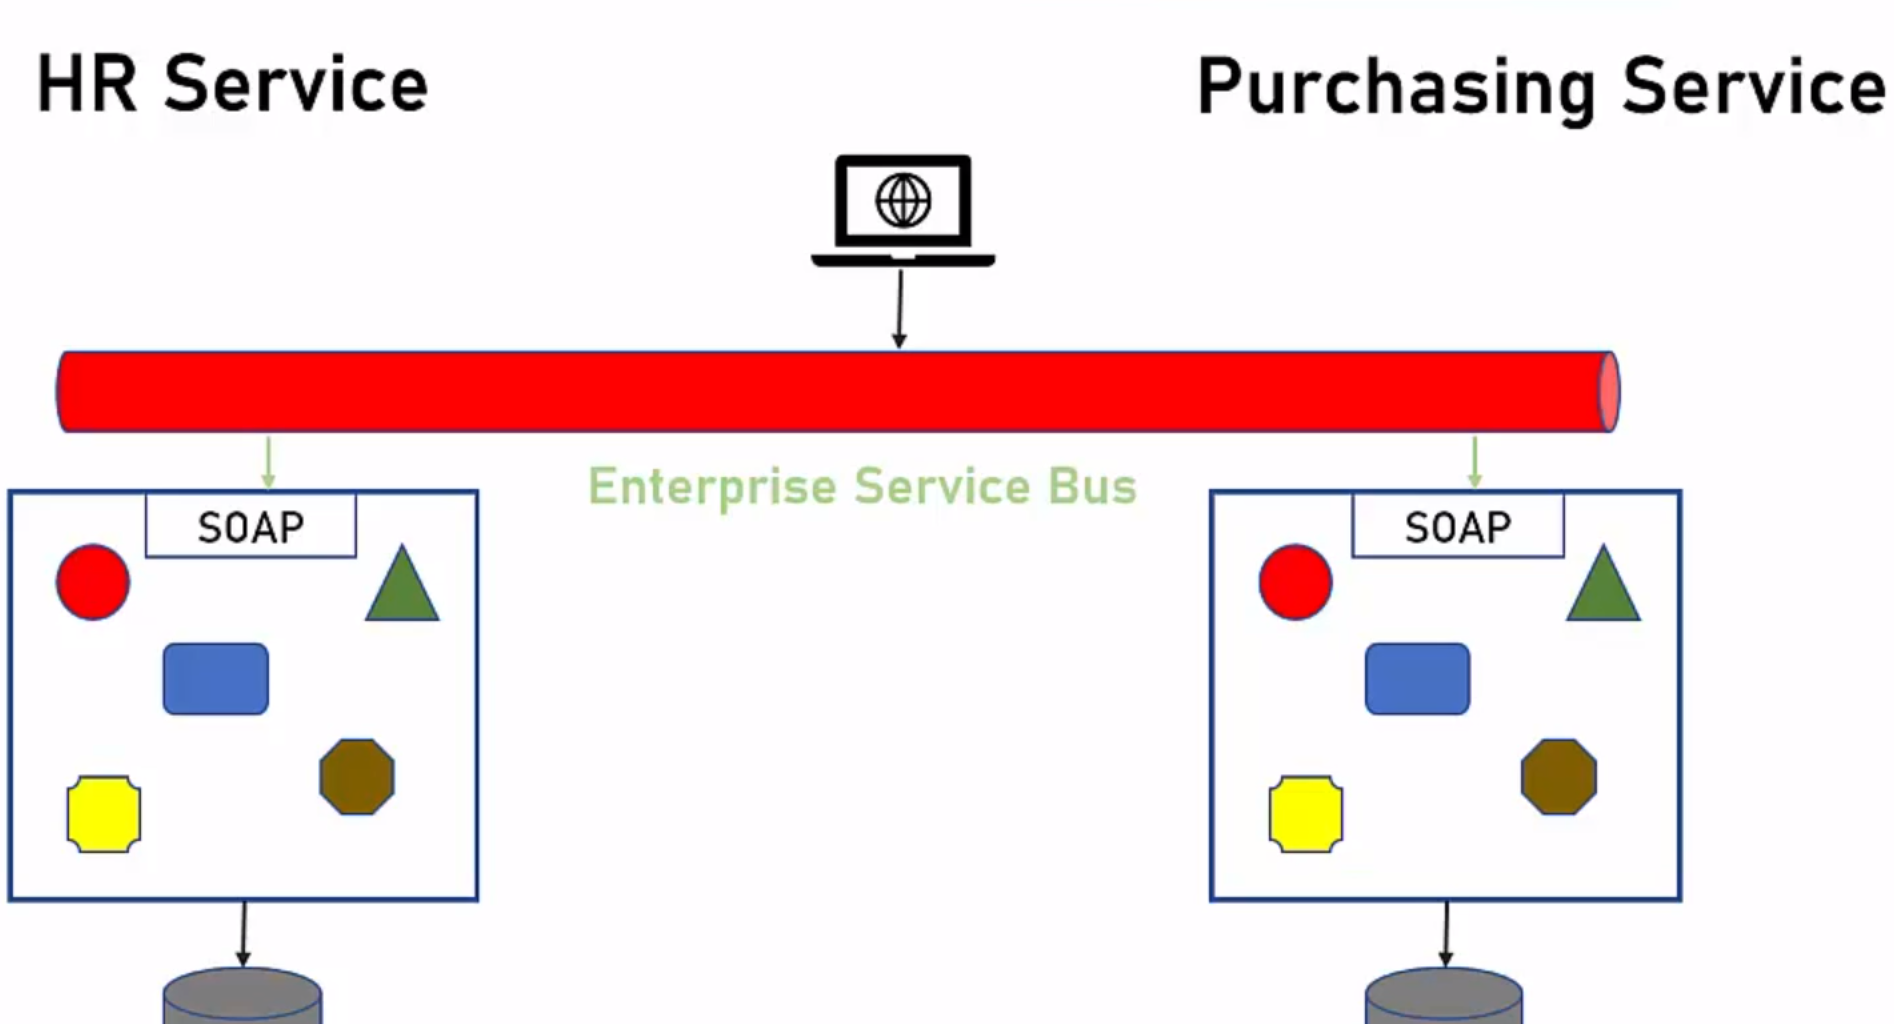 HR Service
Purchasing Service
Enterprise Service Bus
SOAP
SOAP